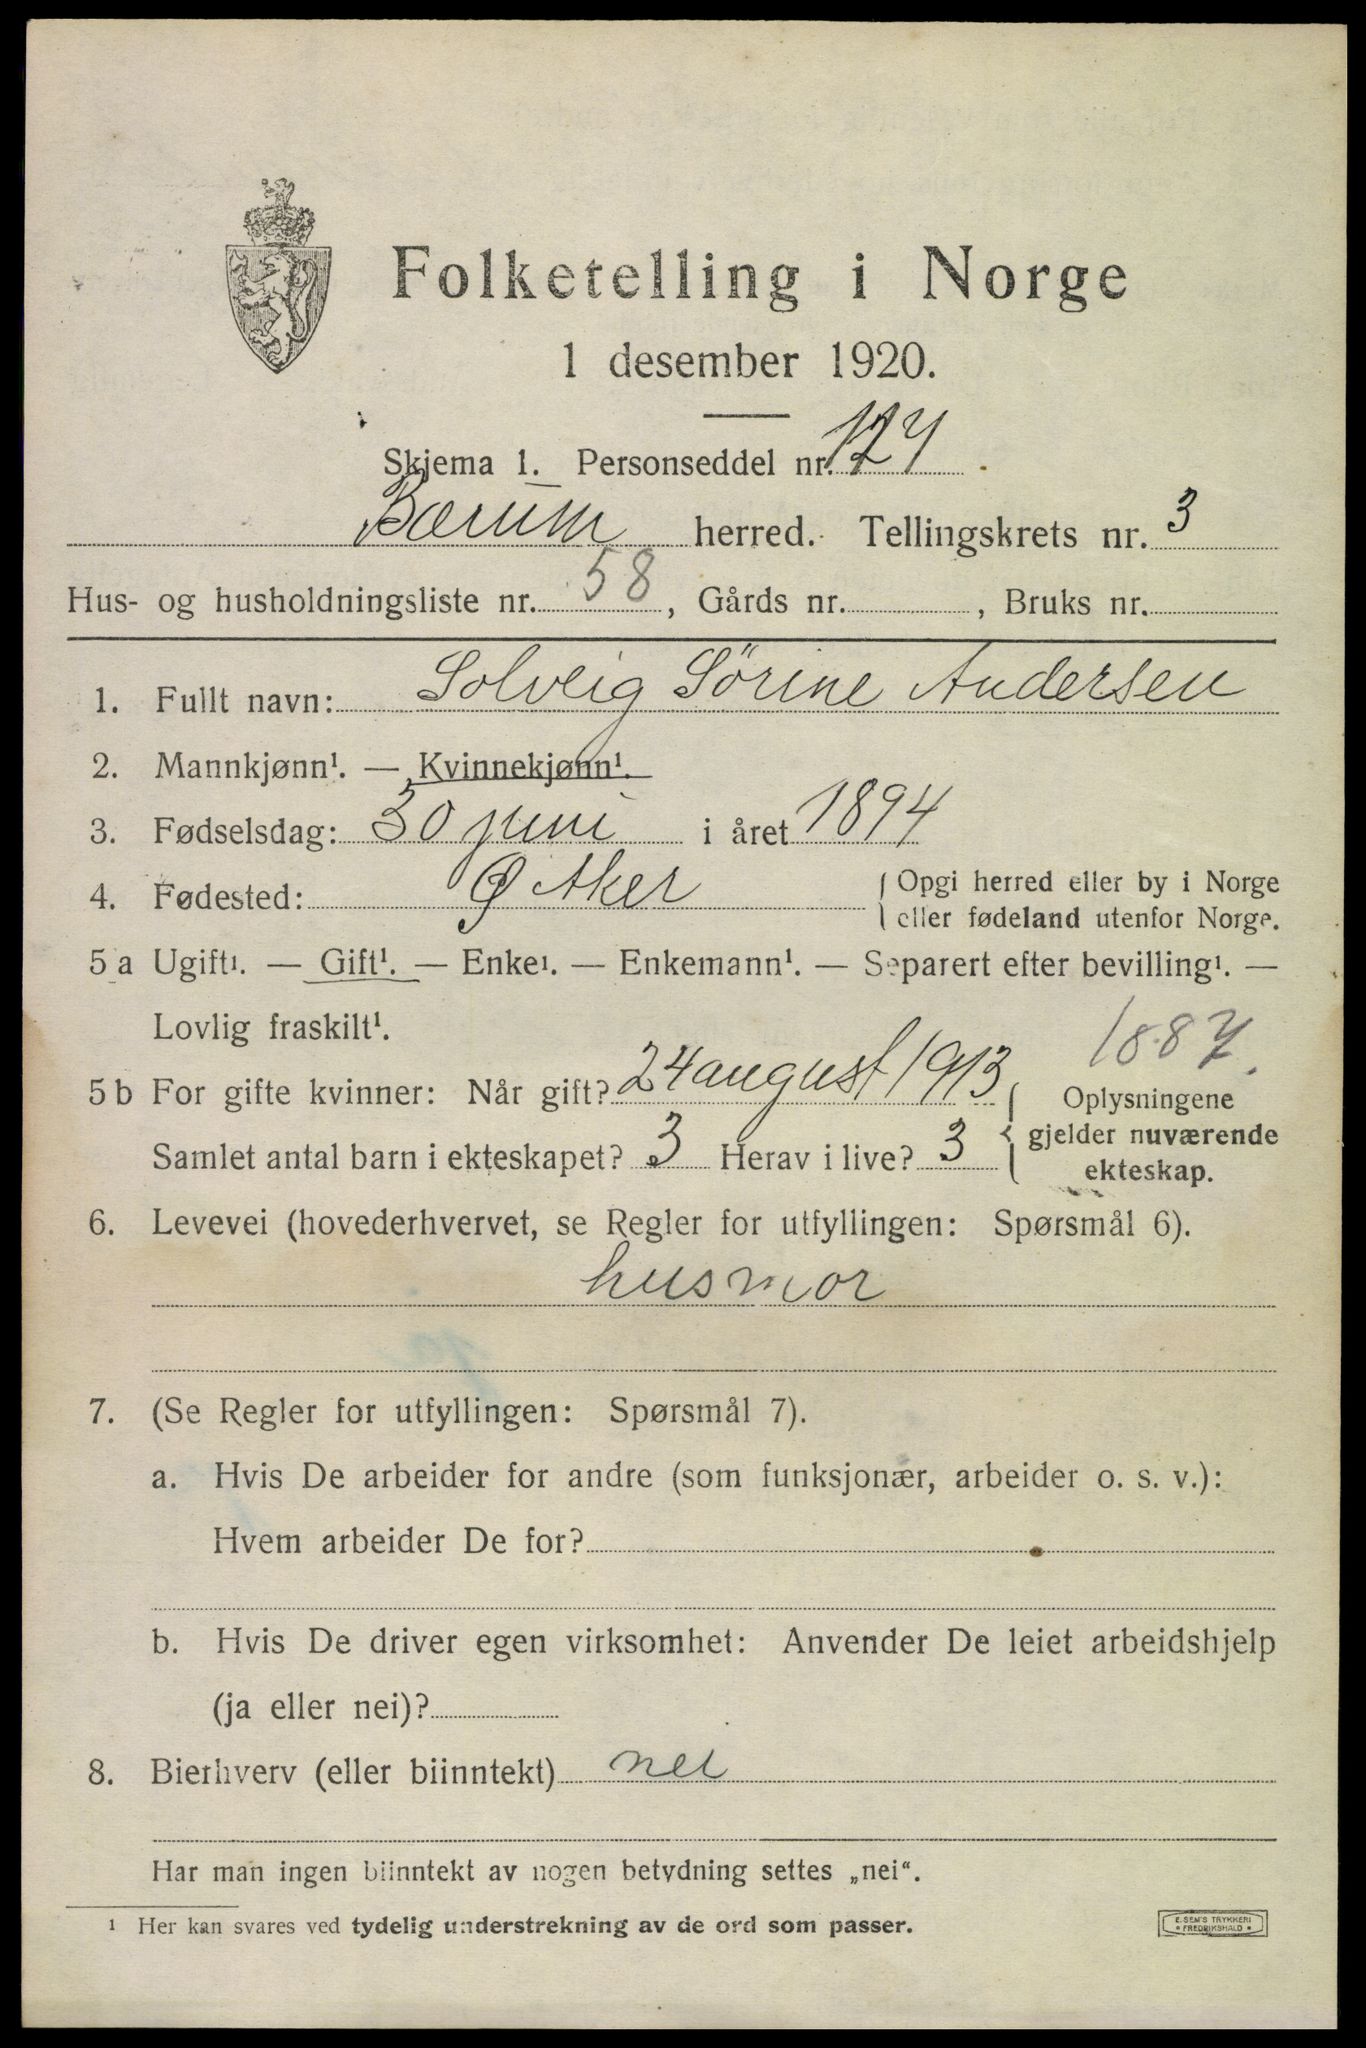 Folketelling i Norge
1 desember 1920.
Skjema 1. Personseddel nr. 124
Bærum herred. Tellingskrets nr. 3
Hus- og husholdningsliste nr. 58, Gårds nr. , Bruks nr.
1. Fullt navn: Solveig Sørine Andersen
2. Mannkjønn¹. — Kvinnekjønn¹.
3. Fødselsdag: 30 juni i året 1894
4. Fødested: Ø Aker { Opgi herred eller by i Norge
eller fødeland utenfor Norge.
5 a Ugift¹. — Gift¹. — Enke¹. — Enkemann¹. — Separert efter bevilling¹. —
Lovlig fraskilt¹.
1887
5 b For gifte kvinner: Når gift? 24 august 1913
Samlet antal barn i ekteskapet? 3 Herav i live? 3
Oplysningene
gjelder nuværende
ekteskap.
6. Levevei (hovederhvervet, se Regler for utfyllingen: Spørsmål 6).
husmor
7. (Se Regler for utfyllingen: Spørsmål 7).
a. Hvis De arbeider for andre (som funksjonær, arbeider o. s. v.):
Hvem arbeider De for?
b. Hvis De driver egen virksomhet: Anvender De leiet arbeidshjelp
(ja eller nei)?
8. Bierhverv (eller biinntekt) nei
Har man ingen biinntekt av nogen betydning settes „nei“.
¹ Her kan svares ved tydelig understrekning av de ord som passer.
E. SEM'S TRYKKERI
* FREDRIKSHALD *